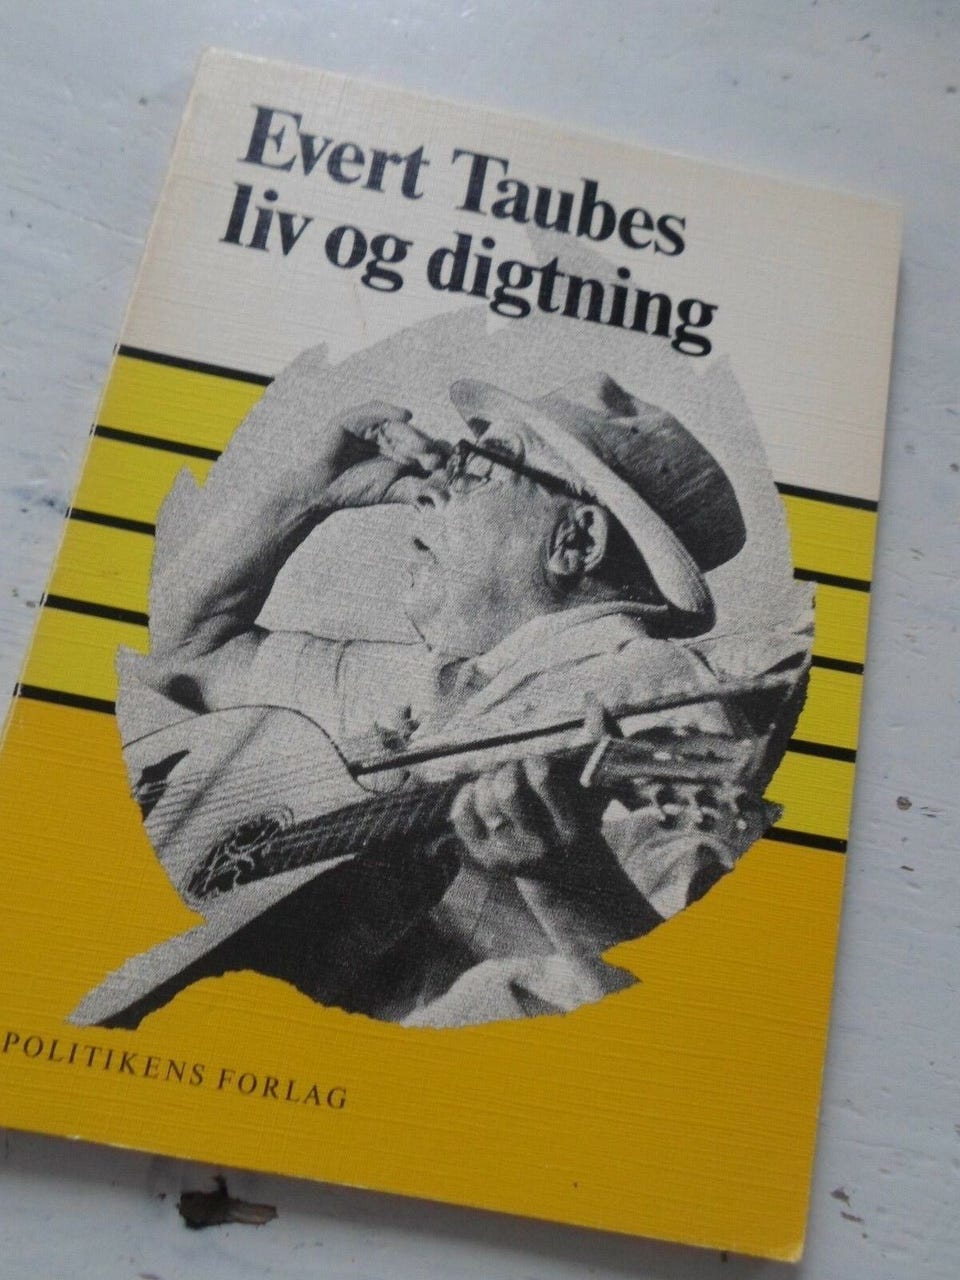 Evert Taubes
liv og digtning
POLITIKENS FORLAG